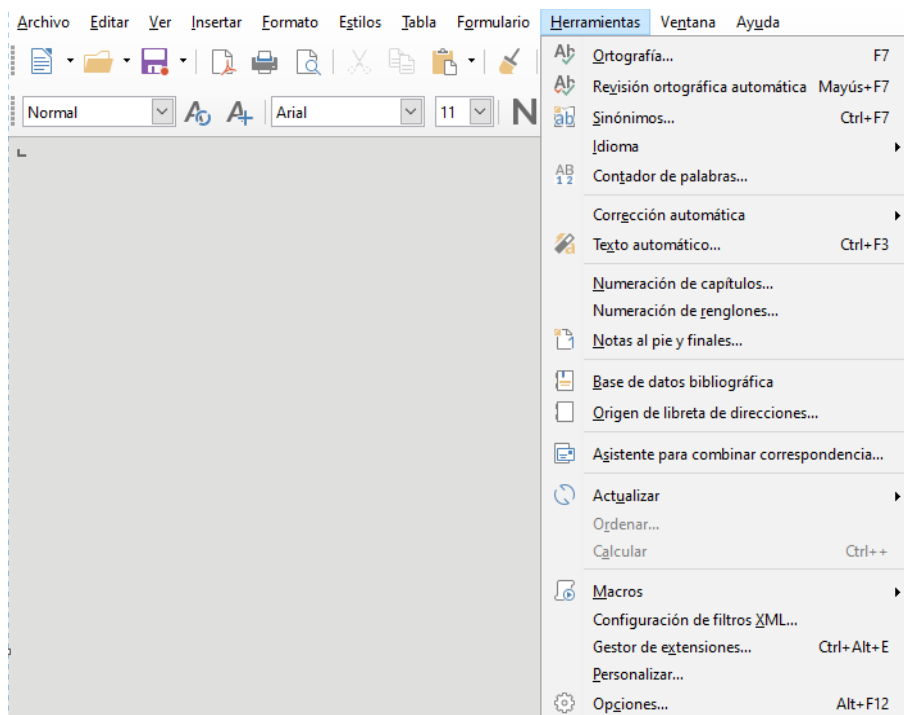 Archivo Editar Ver Insertar Formato Estilos Tabla Formulario Herramientas Ventana Ayuda
Normal Arial 11 N
Ortografía... F7
Revisión ortográfica automática Mayús+F7
Sinónimos... Ctrl+F7
Idioma
Contador de palabras...
Corrección automática
Texto automático... Ctrl+F3
Numeración de capítulos...
Numeración de renglones...
Notas al pie y finales...
Base de datos bibliográfica
Origen de libreta de direcciones...
Asistente para combinar correspondencia...
Actualizar
Ordenar...
Calcular Ctrl++
Macros
Configuración de filtros XML...
Gestor de extensiones... Ctrl+Alt+E
Personalizar...
Opciones... Alt+F12